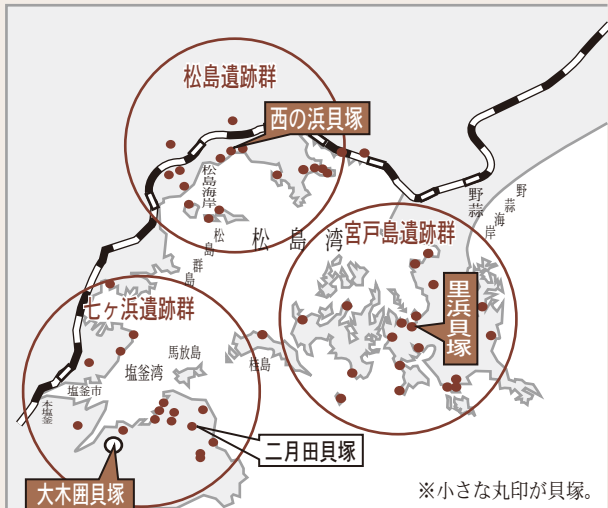 松島遺跡群
西の浜貝塚
松島海岸
野蒜
野蒜海岸
松島湾
松島群島
宮戸島遺跡群
里浜貝塚
七ヶ浜遺跡群
馬放島
桂島
塩釜湾
塩釜市
本塩釜
二月田貝塚
大木囲貝塚
※小さな丸印が貝塚。